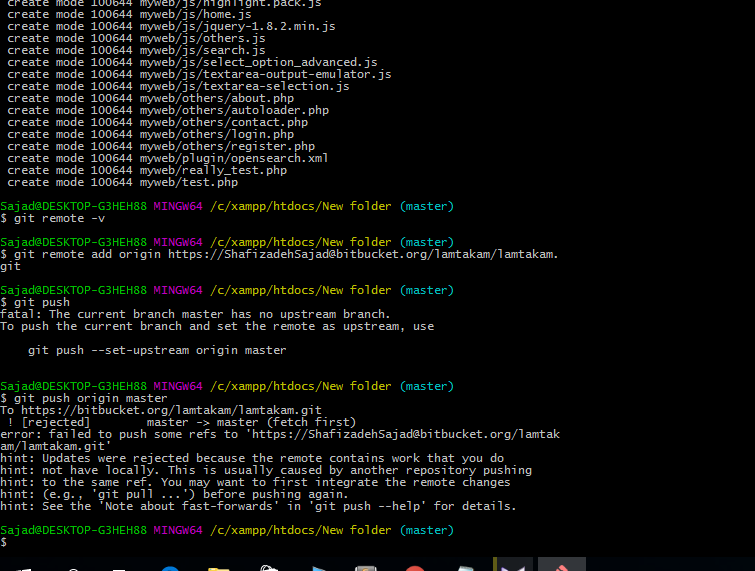 create mode 100644 myweb/js/highlight.pack.js
create mode 100644 myweb/js/home.js
create mode 100644 myweb/js/jquery-1.8.2.min.js
create mode 100644 myweb/js/others.js
create mode 100644 myweb/js/search.js
create mode 100644 myweb/js/select_option_advanced.js
create mode 100644 myweb/js/textarea-output-emulator.js
create mode 100644 myweb/js/textarea-selection.js
create mode 100644 myweb/others/about.php
create mode 100644 myweb/others/autoloader.php
create mode 100644 myweb/others/contact.php
create mode 100644 myweb/others/login.php
create mode 100644 myweb/others/register.php
create mode 100644 myweb/plugin/opensearch.xml
create mode 100644 myweb/really_test.php
create mode 100644 myweb/test.php
Sajad@DESKTOP-G3HEH88 MINGW64 /c/xampp/htdocs/New folder (master)
$ git remote -v
Sajad@DESKTOP-G3HEH88 MINGW64 /c/xampp/htdocs/New folder (master)
$ git remote add origin https://ShafizadehSajad@bitbucket.org/lamtakam/lamtakam.
git
Sajad@DESKTOP-G3HEH88 MINGW64 /c/xampp/htdocs/New folder (master)
$ git push
fatal: The current branch master has no upstream branch.
To push the current branch and set the remote as upstream, use
git push --set-upstream origin master
Sajad@DESKTOP-G3HEH88 MINGW64 /c/xampp/htdocs/New folder (master)
$ git push origin master
To https://bitbucket.org/lamtakam/lamtakam.git
! [rejected] master -> master (fetch first)
error: failed to push some refs to 'https://ShafizadehSajad@bitbucket.org/lamtak
am/lamtakam.git'
hint: Updates were rejected because the remote contains work that you do
hint: not have locally. This is usually caused by another repository pushing
hint: to the same ref. You may want to first integrate the remote changes
hint: (e.g., 'git pull ...') before pushing again.
hint: See the 'Note about fast-forwards' in 'git push --help' for details.
Sajad@DESKTOP-G3HEH88 MINGW64 /c/xampp/htdocs/New folder (master)
$